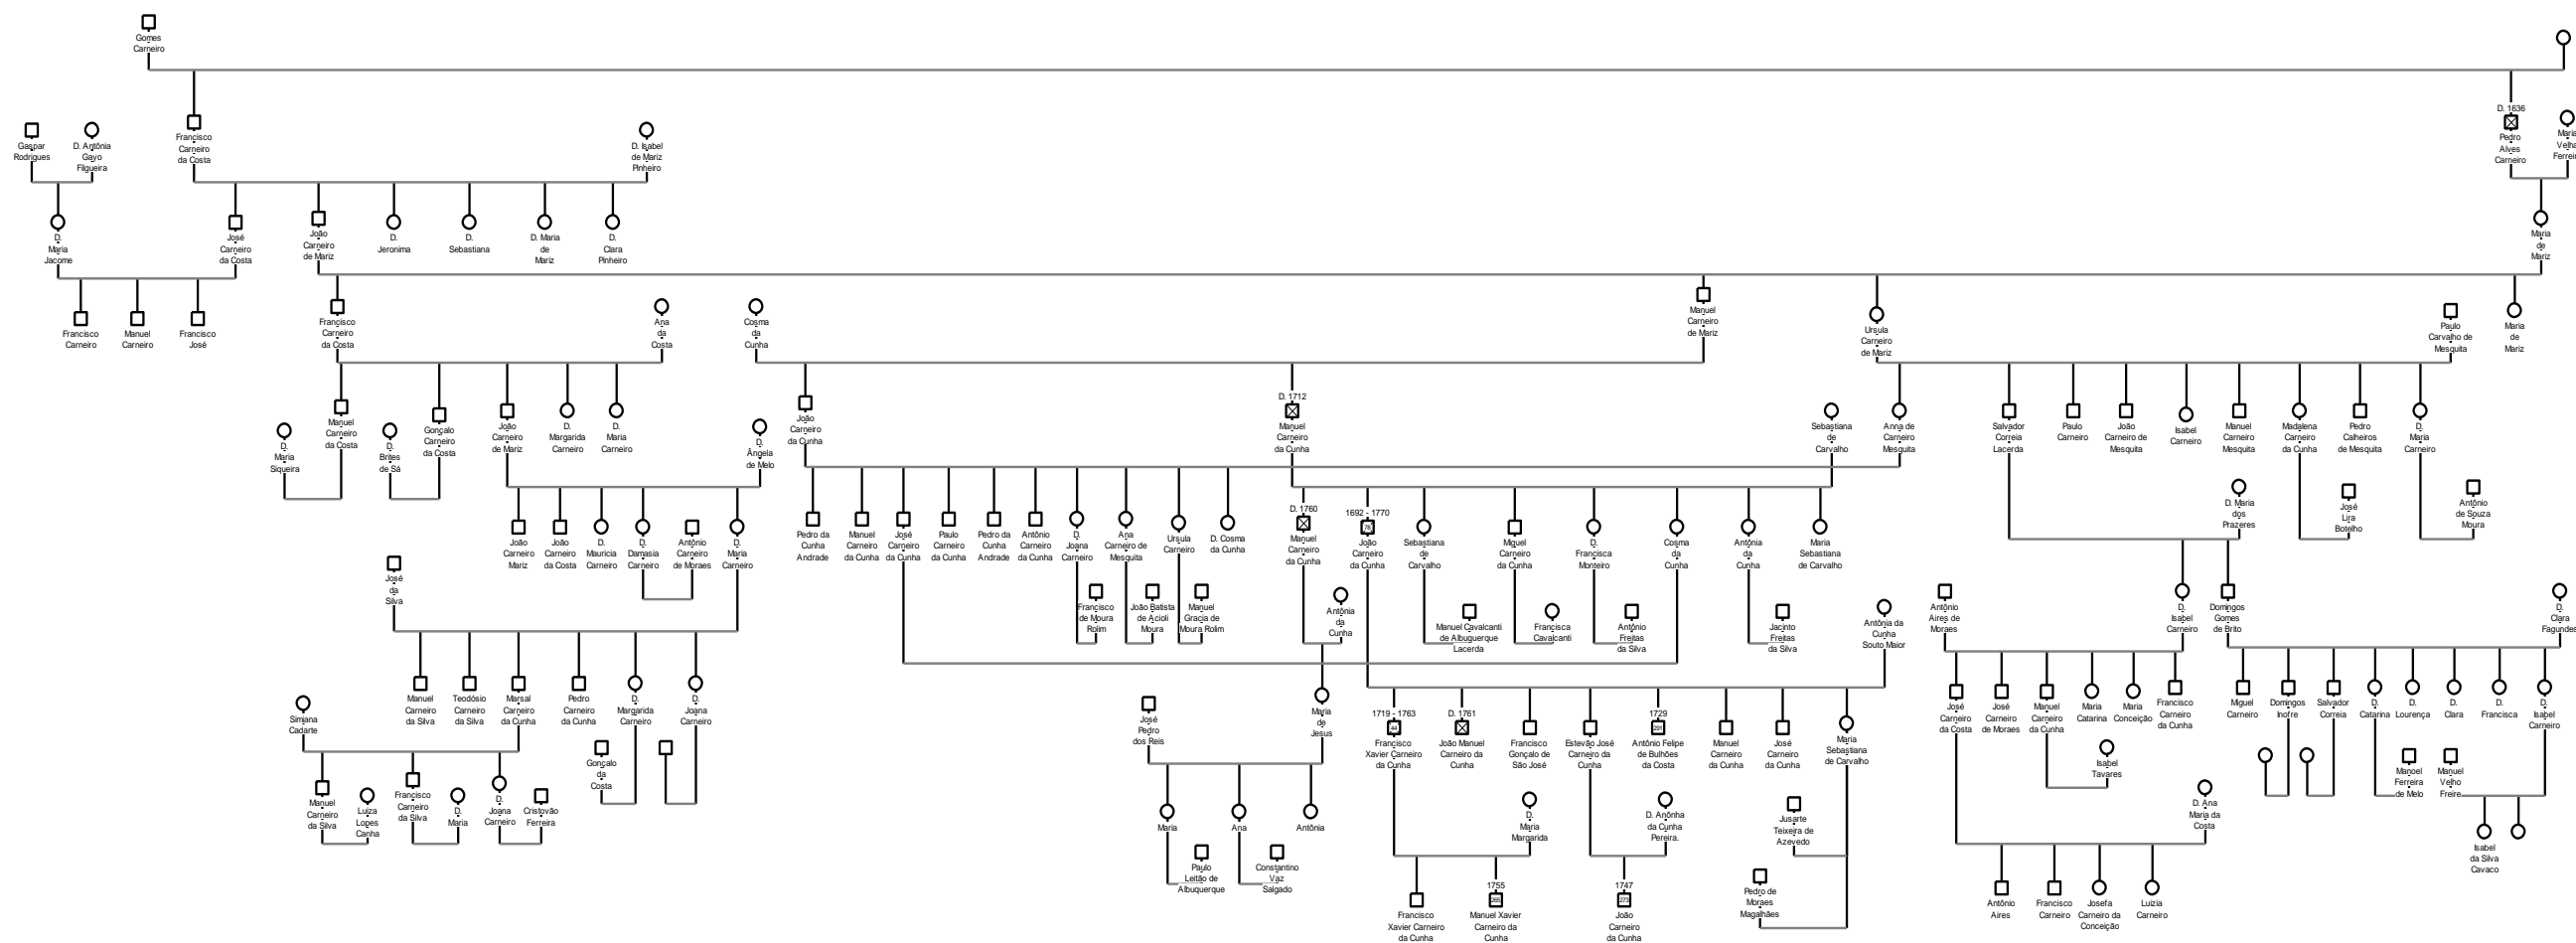 Gomes
Carneiro
D. 1636
Gaspar
Rodrigues
D. Antônia
Gayo
Filgueira
Francisco
Carneiro
da Costa
D. Isabel
de Mariz
Pinheiro
Pedro
Alves
Carneiro
Maria
Velha
Ferreir
D.
Maria
Jacome
José
Carneiro
da Costa
João
Carneiro
de Mariz
D.
Jeronima
D.
Sebastiana
D. Maria
de
Mariz
D.
Clara
Pinheiro
Maria
de
Mariz
Francisco
Carneiro
Manuel
Carneiro
Francisco
José
Francisco
Carneiro
da Costa
Ana
da
Costa
Cosma
da
Cunha
Manuel
Carneiro
de Mariz
Ursula
Carneiro
de Mariz
Paulo
Carvalho de
Mesquita
Maria
de
Mariz
D.
Maria
Siqueira
Manuel
Carneiro
da Costa
D.
Brites
de Sá
Gonçalo
Carneiro
da Costa
João
Carneiro
de Mariz
D.
Margarida
Carneiro
D.
Maria
Carneiro
D.
Ângela
de Melo
João
Carneiro
da Cunha
D. 1712
Manuel
Carneiro
da Cunha
Sebastiana
de
Carvalho
Anna de
Carneiro
Mesquita
Salvador
Correia
Lacerda
Paulo
Carneiro
João
Carneiro de
Mesquita
Isabel
Carneiro
Manuel
Carneiro
Mesquita
Madalena
Carneiro
da Cunha
Pedro
Calheiros
de Mesquita
D.
Maria
Carneiro
D. Maria
dos
Prazeres
José
Lira
Botelho
Antônio
de Souza
Moura
João
Carneiro
Mariz
João
Carneiro
da Costa
D.
Mauricia
Carneiro
D.
Damasia
Carneiro
Antônio
Carneiro
de Moraes
D.
Maria
Carneiro
Pedro da
Cunha
Andrade
Manuel
Carneiro
da Cunha
José
Carneiro
da Cunha
Paulo
Carneiro
da Cunha
Pedro da
Cunha
Andrade
Antônio
Carneiro
da Cunha
D.
Joana
Carneiro
Ana
Carneiro de
Mesquita
Ursula
Carneiro
D. Cosma
da Cunha
D. 1760
Manuel
Carneiro
da Cunha
1692 - 1770
78
João
Carneiro
da Cunha
Sebastiana
de
Carvalho
Miguel
Carneiro
da Cunha
D.
Francisca
Monteiro
Cosma
da
Cunha
Antônia
da
Cunha
Maria
Sebastiana
de Carvalho
José
da
Silva
Francisco
de Moura
Rolim
João Batista
de Acioli
Moura
Manuel
Gracia de
Moura Rolim
Antônia
da
Cunha
Manuel Cavalcanti
de Albuquerque
Lacerda
Francisca
Cavalcanti
Antônio
Freitas
da Silva
Jacinto
Freitas
da Silva
Antônia da
Cunha
Souto Maior
Antônio
Aires de
Moraes
D.
Isabel
Carneiro
Domingos
Gomes
de Brito
D.
Clara
Fagundes
Simiana
Cadarte
Manuel
Carneiro
da Silva
Teodósio
Carneiro
da Silva
Marsal
Carneiro
da Cunha
Pedro
Carneiro
da Cunha
D.
Margarida
Carneiro
D.
Joana
Carneiro
José
Pedro
dos Reis
Maria
de
Jesus
1719 - 1763
44
Francisco
Xavier Carneiro
da Cunha
D. 1761
João Manuel
Carneiro da
Cunha
Francisco
Gonçalo de
São José
Estevão José
Carneiro da
Cunha
1729
291
Antônio Felipe
de Bulhões
da Costa
Manuel
Carneiro
da Cunha
José
Carneiro
da Cunha
Maria
Sebastiana
de Carvalho
José
Carneiro
da Costa
José
Carneiro
de Moraes
Manuel
Carneiro
da Cunha
Maria
Catarina
Maria
Conceição
Francisco
Carneiro
da Cunha
Miguel
Carneiro
Domingos
Inofre
Salvador
Correia
D.
Catarina
D.
Lourença
D.
Clara
D.
Francisca
D.
Isabel
Carneiro
Gonçalo
da
Costa
Isabel
Tavares
Manoel
Ferreira
de Melo
Manuel
Velho
Freire
Manuel
Carneiro
da Silva
Luiza
Lopes
Canha
Francisco
Carneiro
da Silva
D.
Maria
D.
Joana
Carneiro
Cristovão
Ferreira
Maria
Ana
Antônia
D.
Maria
Margarida
D. Anônha
da Cunha
Pereira.
Jusarte
Teixeira de
Azevedo
D. Ana
Maria da
Costa
Isabel
da Silva
Cavaco
Paulo
Leitão de
Albuquerque
Constantino
Vaz
Salgado
Francisco
Xavier Carneiro
da Cunha
1755
265
Manuel Xavier
Carneiro da
Cunha
1747
273
João
Carneiro
da Cunha
Pedro de
Moraes
Magalhães
Antônio
Aires
Francisco
Carneiro
Josefa
Carneiro da
Conceição
Luizia
Carneiro